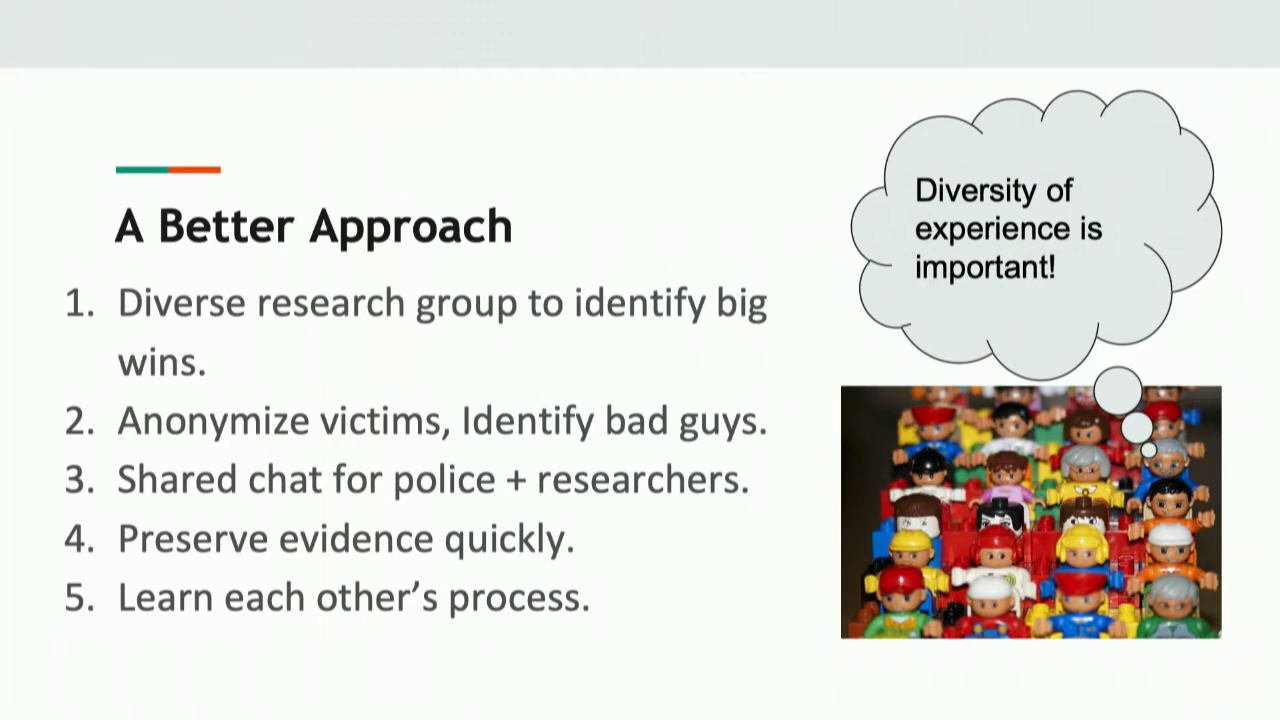 A Better Approach
1. Diverse research group to identify big
wins.
2. Anonymize victims, Identify bad guys.
3. Shared chat for police + researchers.
4. Preserve evidence quickly.
5. Learn each other’s process.
Diversity of
experience is
important!